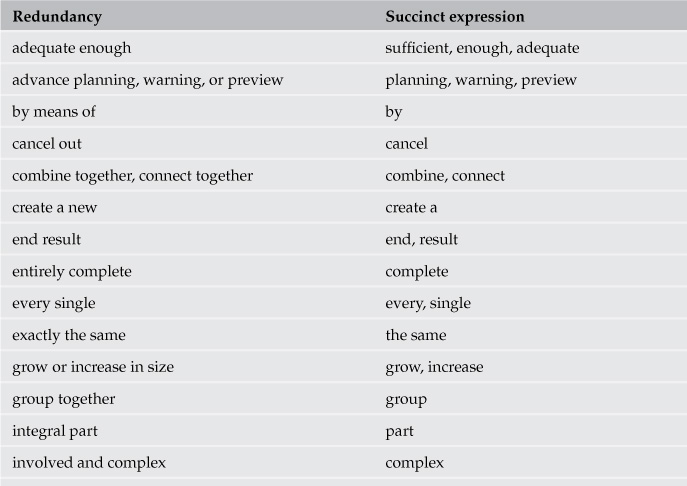 Redundancy Succinct expression
adequate enough sufficient, enough, adequate
advance planning, warning, or preview planning, warning, preview
by means of by
cancel out cancel
combine together, connect together combine, connect
create a new create a
end result end, result
entirely complete complete
every single every, single
exactly the same the same
grow or increase in size grow, increase
group together group
integral part part
involved and complex complex